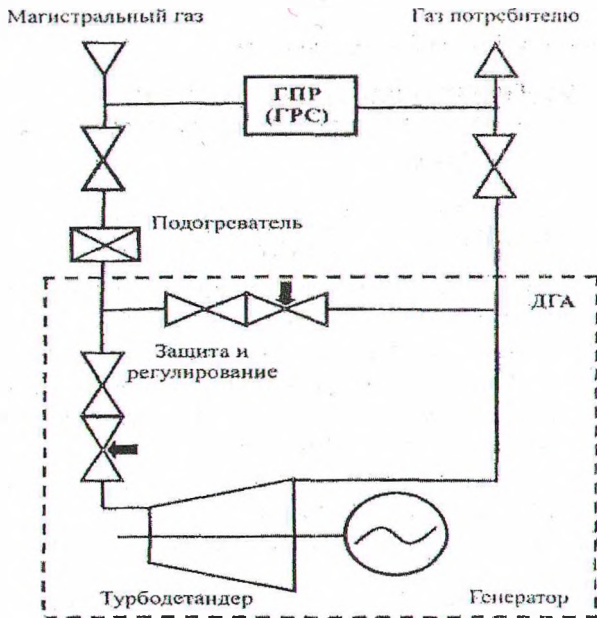 Магистральный газ
Газ потребителю
ГПР
(ГРС)
Подогреватель
ДГА
Защита и
регулирование
Турбодетандер
Генератор